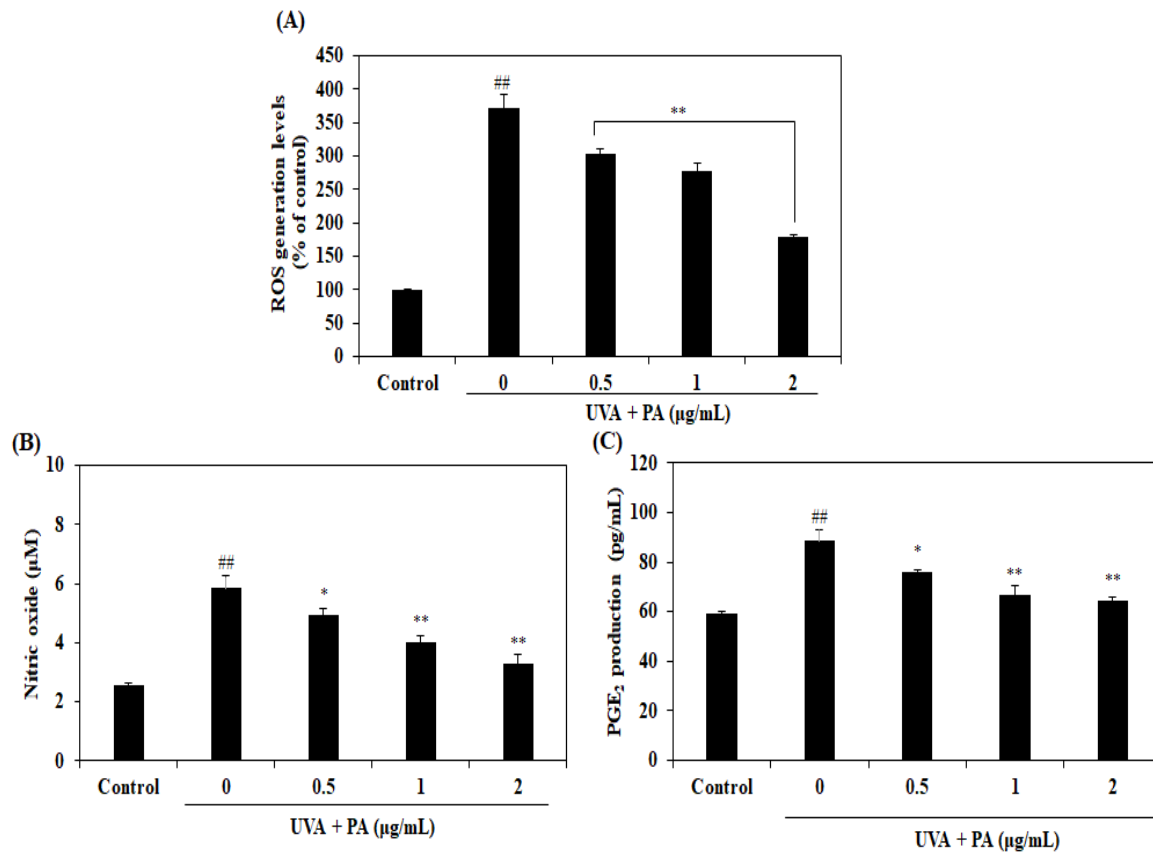 (A)
ROS generation levels
(% of control)
450
400
350
300
250
200
150
100
50
0
##
**
Control 0 0.5 1 2
UVA + PA (µg/mL)
(B)
Nitric oxide (µM)
10
8
6
4
2
0
##
*
**
**
Control 0 0.5 1 2
UVA + PA (µg/mL)
(C)
PGE₂ production (pg/mL)
120
100
80
60
40
20
0
##
*
**
**
Control 0 0.5 1 2
UVA + PA (µg/mL)